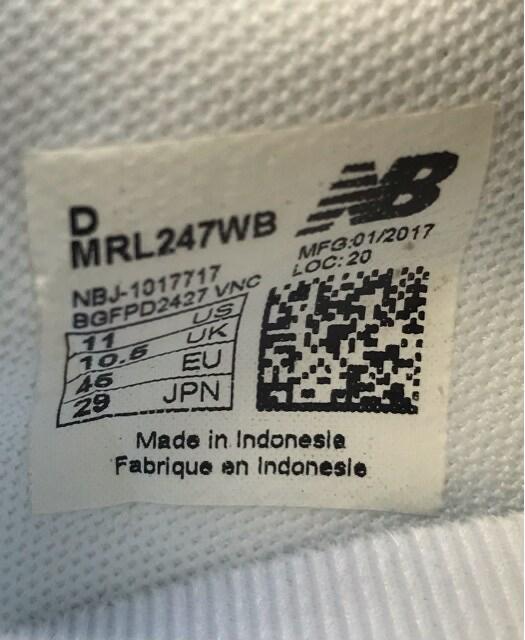 D
MRL247WB
NB
MFG:01/2017
LOC: 20
NBJ-1017717
BGFPD2427 VNC
11 US
10.5 UK
45 EU
29 JPN
Made in Indonesia
Fabrique en Indonesie